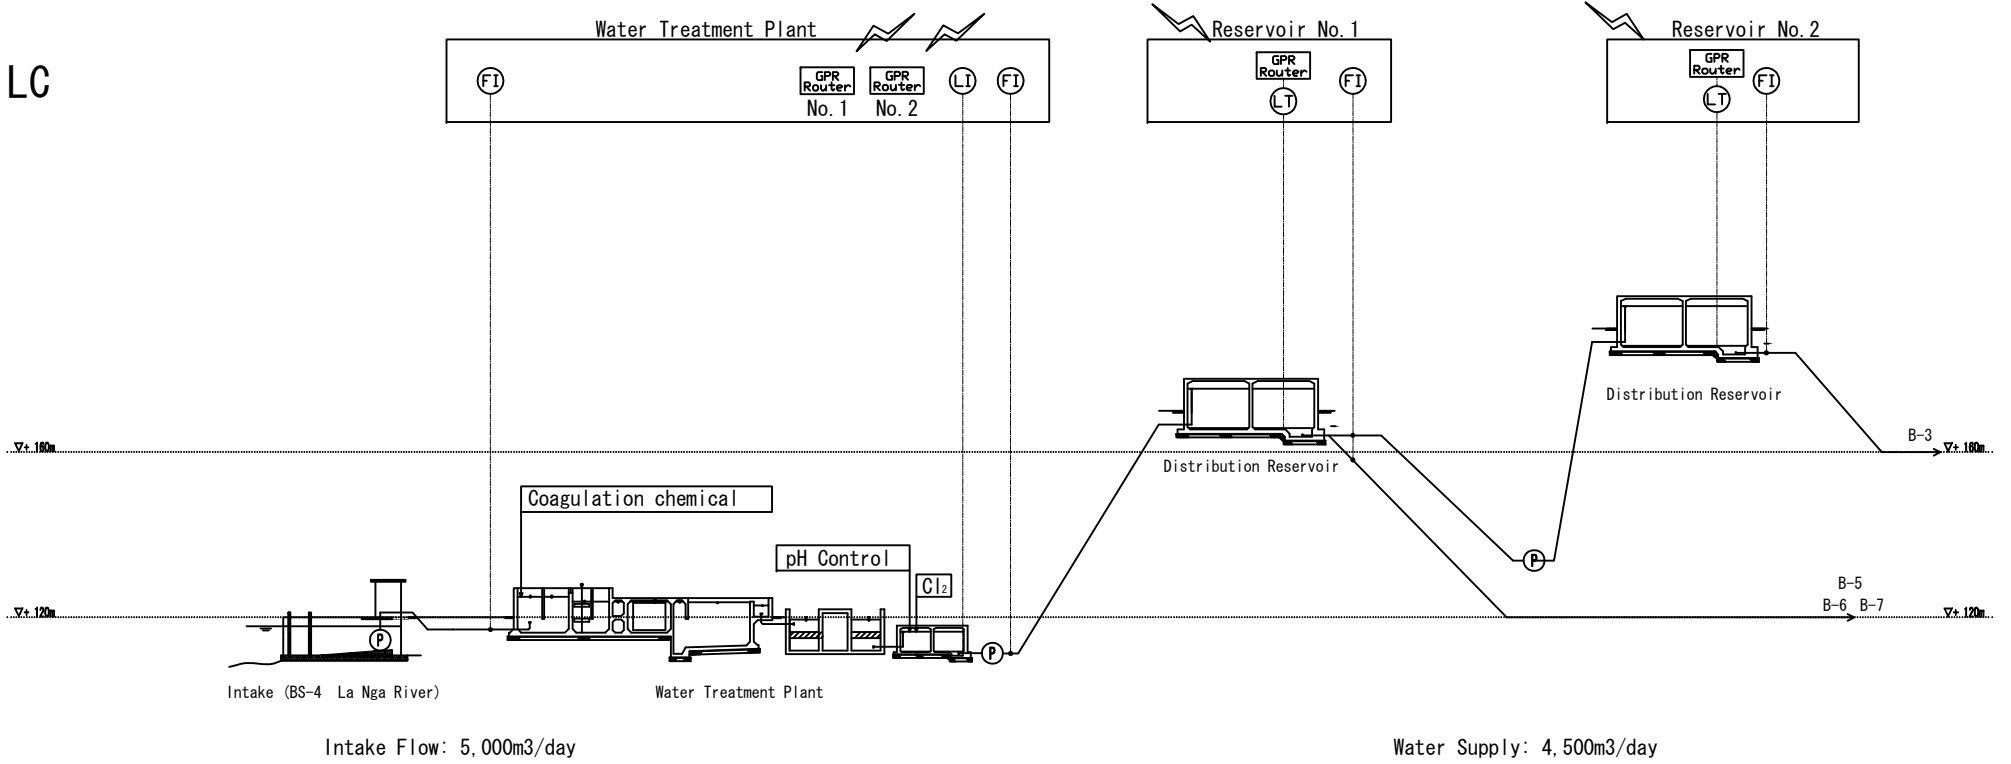 LC
Water Treatment Plant
Reservoir No.1
Reservoir No.2
FI
GPR
Router
No.1
GPR
Router
No.2
LI
FI
GPR
Router
LT
FI
GPR
Router
LT
FI
Distribution Reservoir
Distribution Reservoir
B-3
▽+ 160m
▽+ 160m
Coagulation chemical
pH Control
Cl₂
P
P
P
B-5
B-6 B-7
▽+ 120m
▽+ 120m
Intake (BS-4 La Nga River)
Water Treatment Plant
Intake Flow: 5,000m3/day
Water Supply: 4,500m3/day